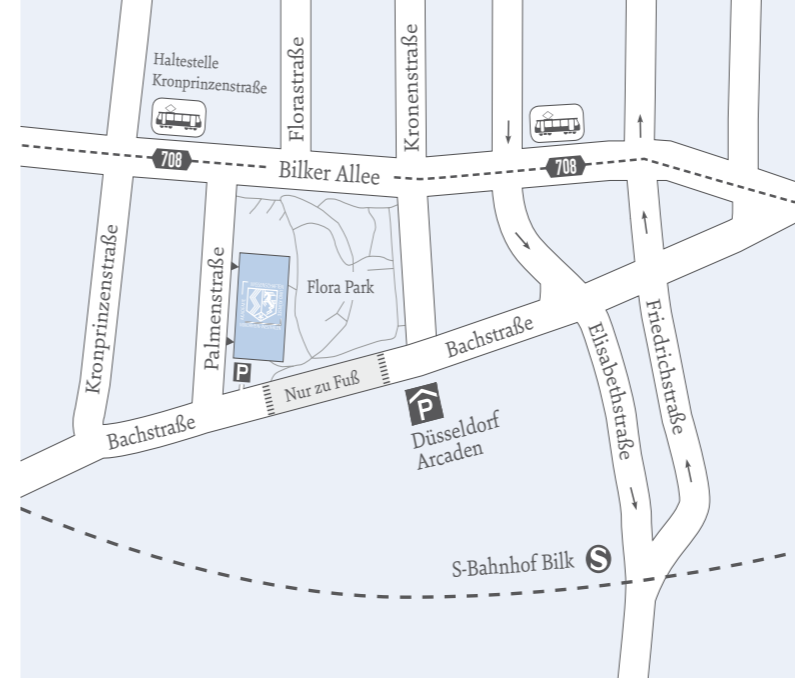 Haltestelle
Kronprinzenstraße
Florastraße
Kronenstraße
708
Bilker Allee
708
Kronprinzenstraße
Palmenstraße
Flora Park
P
Nur zu Fuß
Bachstraße
Bachstraße
P
Düsseldorf
Arcaden
Elisabethstraße
Friedrichstraße
S-Bahnhof Bilk
S